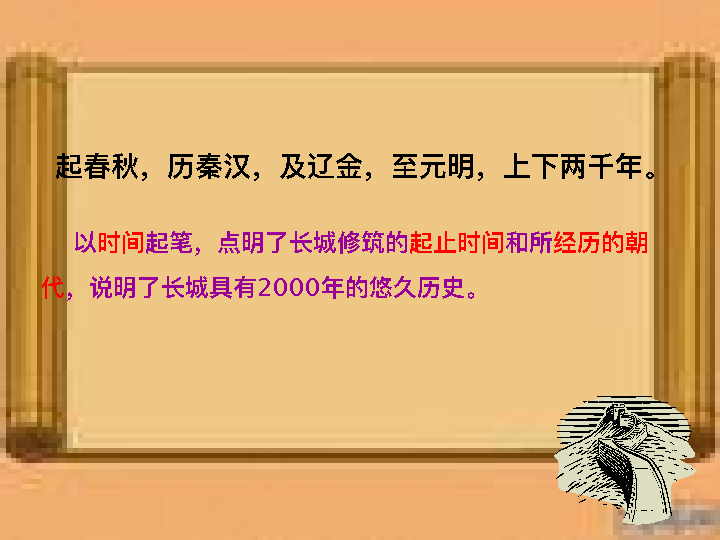 起春秋，历秦汉，及辽金，至元明，上下两千年。
以时间起笔，点明了长城修筑的起止时间和所经历的朝
代，说明了长城具有2000年的悠久历史。